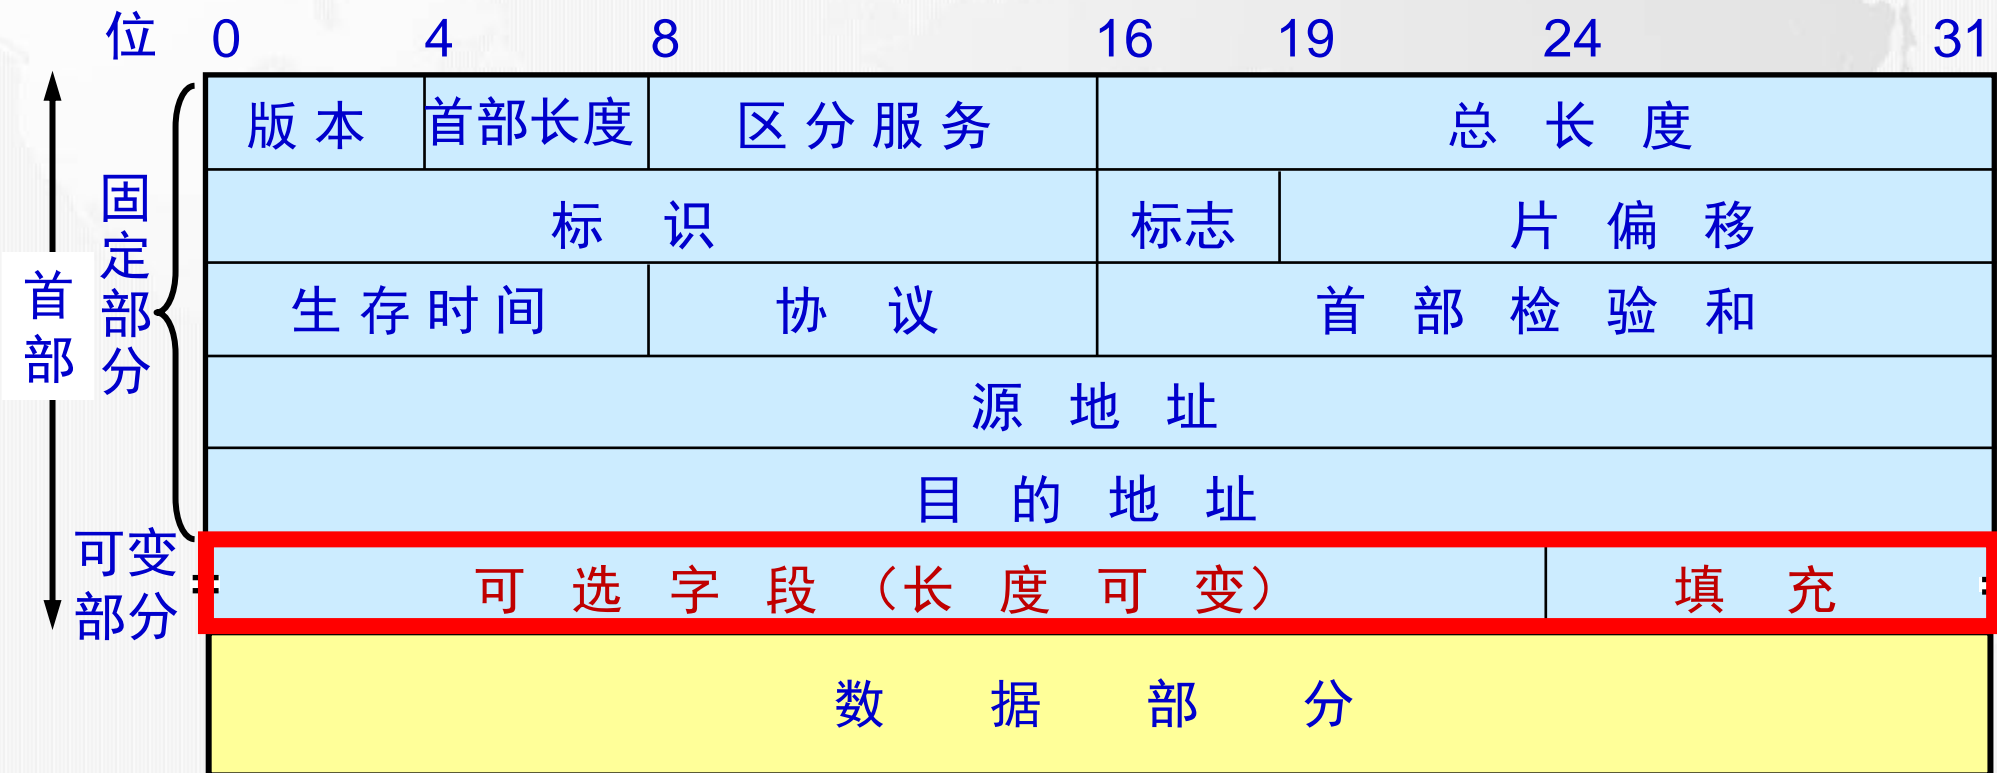 位 0 4 8 16 19 24 31
版本 首部长度 区分服务 总长度
标识 标志 片偏移
生存时间 协议 首部检验和
源地址
目的地址
可选字段（长度可变） 填充
数据部分
首部
固定部分
可变
部分